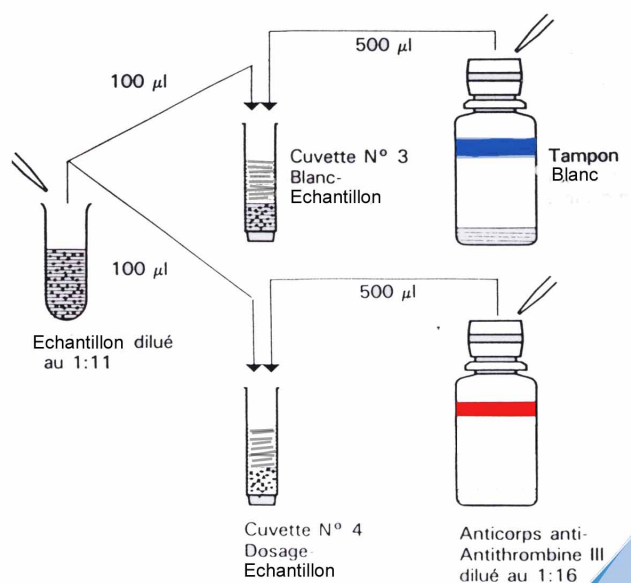 500 µl
100 µl
Cuvette Nº 3
Blanc-
Echantillon
Tampon
Blanc
100 µl
500 µl
Echantillon dilué
au 1:11
Cuvette Nº 4
Dosage-
Echantillon
Anticorps anti-
Antithrombine III
dilué au 1:16